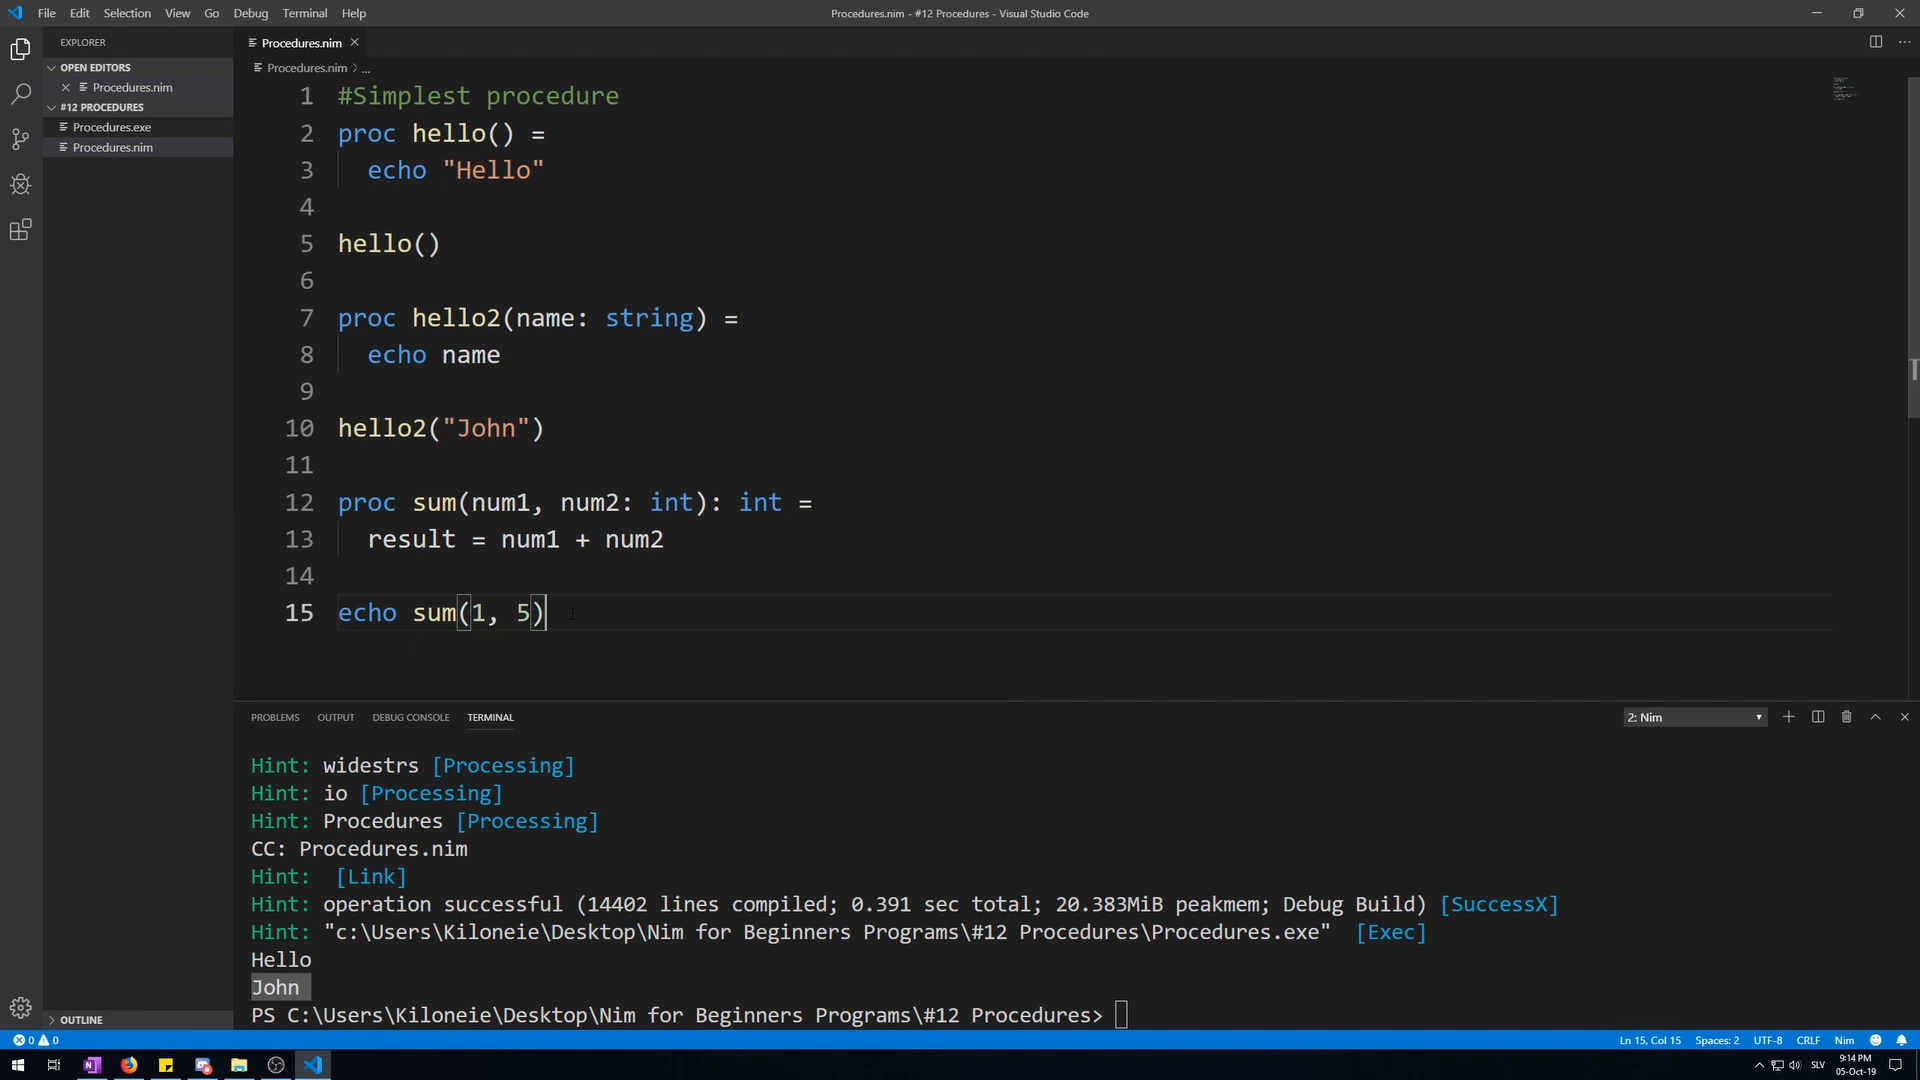 File Edit Selection View Go Debug Terminal Help
Procedures.nim - #12 Procedures - Visual Studio Code
EXPLORER
OPEN EDITORS
Procedures.nim
#12 PROCEDURES
Procedures.exe
Procedures.nim
OUTLINE
Procedures.nim
Procedures.nim > ...
1 #Simplest procedure
2 proc hello() =
3 echo "Hello"
4
5 hello()
6
7 proc hello2(name: string) =
8 echo name
9
10 hello2("John")
11
12 proc sum(num1, num2: int): int =
13 result = num1 + num2
14
15 echo sum(1, 5)
PROBLEMS OUTPUT DEBUG CONSOLE TERMINAL
2: Nim
Hint: widestrs [Processing]
Hint: io [Processing]
Hint: Procedures [Processing]
CC: Procedures.nim
Hint:  [Link]
Hint: operation successful (14402 lines compiled; 0.391 sec total; 20.383MiB peakmem; Debug Build) [SuccessX]
Hint: "c:\Users\Kiloneie\Desktop\Nim for Beginners Programs\#12 Procedures\Procedures.exe"  [Exec]
Hello
John
PS C:\Users\Kiloneie\Desktop\Nim for Beginners Programs\#12 Procedures>
0 0
Ln 15, Col 15 Spaces: 2 UTF-8 CRLF Nim
SLV
9:14 PM
05-Oct-19